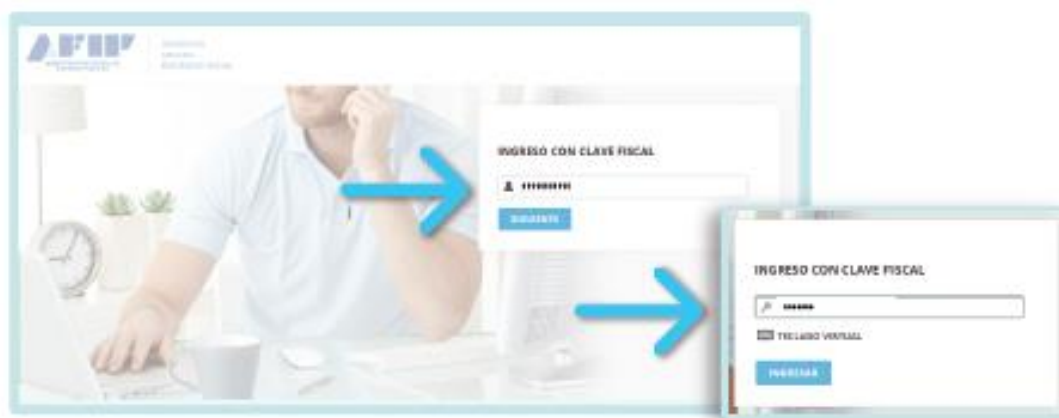 AFIP
INGRESO CON CLAVE FISCAL
SIGUIENTE
INGRESO CON CLAVE FISCAL
TECLADO VIRTUAL
INGRESAR